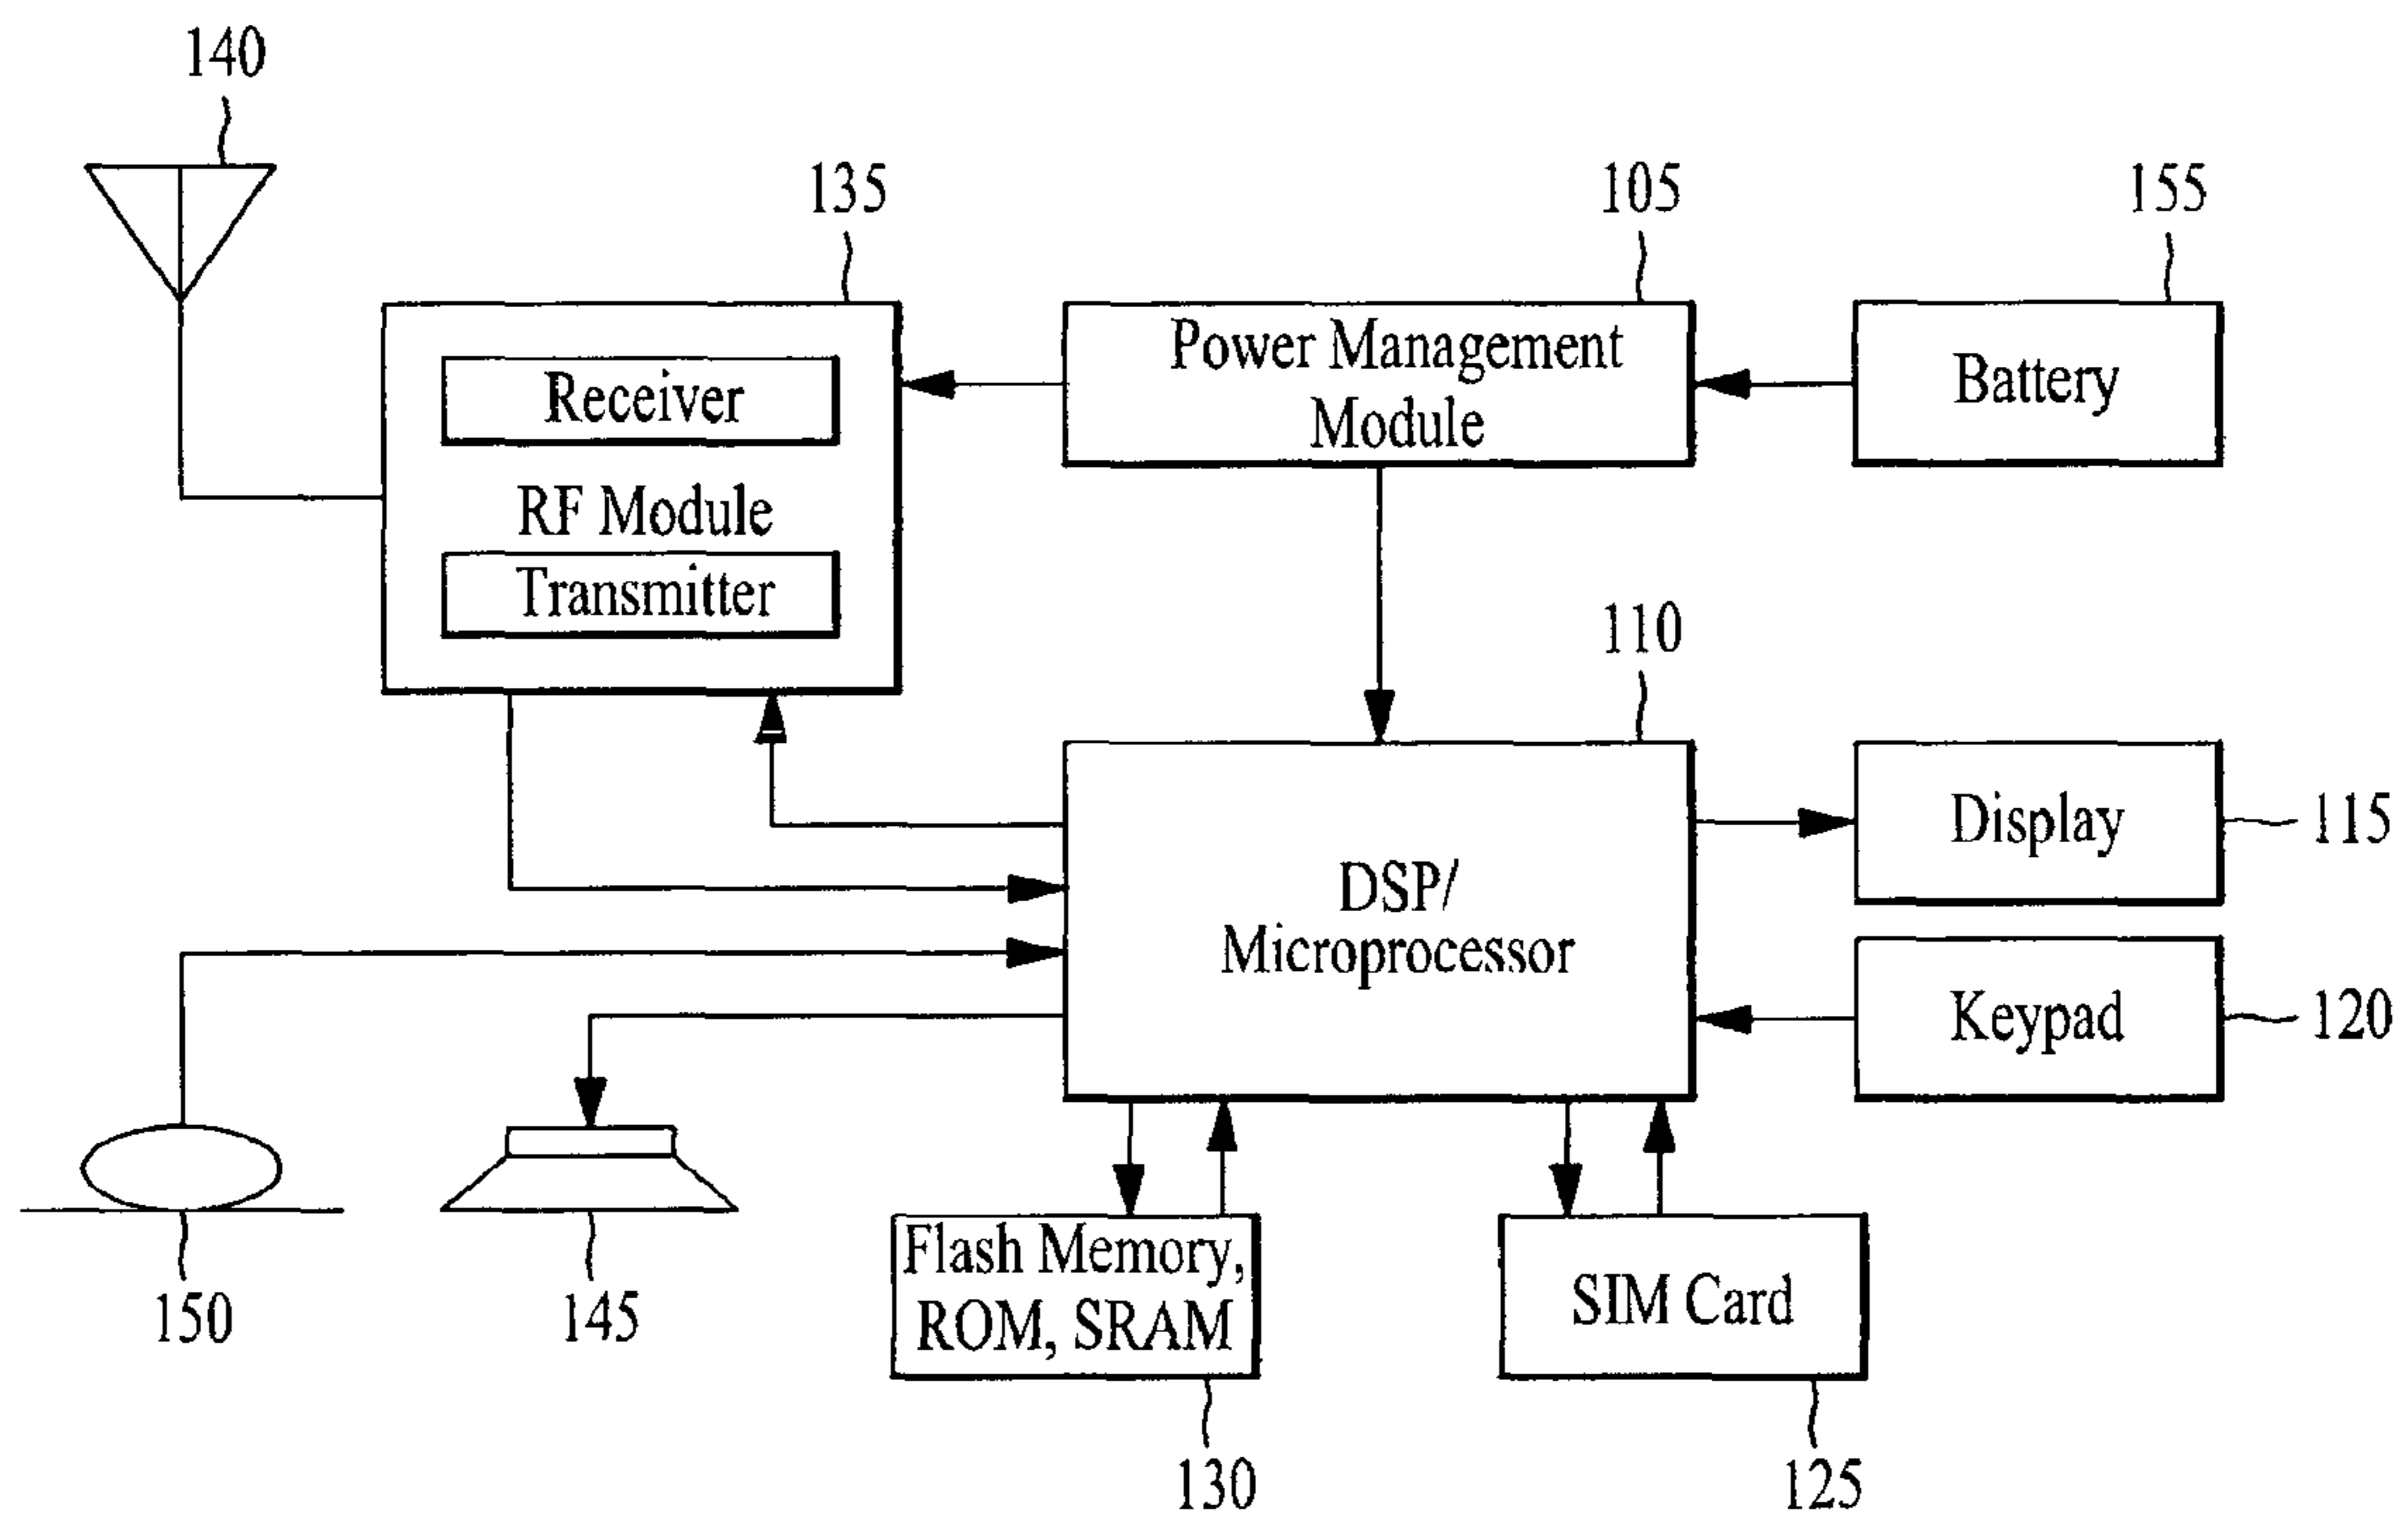 140
135
105
155
Receiver
RF Module
Transmitter
Power Management
Module
Battery
110
DSP/
Microprocessor
Display
115
Keypad
120
150
145
Flash Memory,
ROM, SRAM
130
SIM Card
125